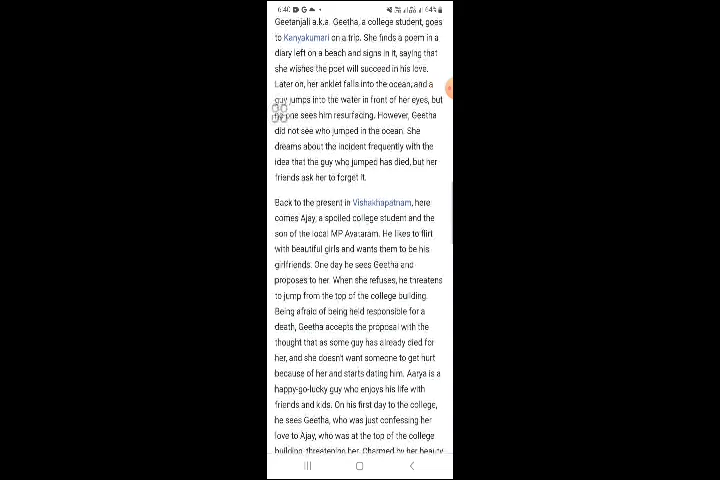 6:40
64%
Geetanjali a.k.a. Geetha, a college student, goes
to Kanyakumari on a trip. She finds a poem in a
diary left on a beach and signs in it, saying that
she wishes the poet will succeed in his love.
Later on, her anklet falls into the ocean, and a
guy jumps into the water in front of her eyes, but
no one sees him resurfacing. However, Geetha
did not see who jumped in the ocean. She
dreams about the incident frequently with the
idea that the guy who jumped has died, but her
friends ask her to forget it.
Back to the present in Vishakhapatnam, here
comes Ajay, a spoiled college student and the
son of the local MP Avataram. He likes to flirt
with beautiful girls and wants them to be his
girlfriends. One day he sees Geetha and
proposes to her. When she refuses, he threatens
to jump from the top of the college building.
Being afraid of being held responsible for a
death, Geetha accepts the proposal with the
thought that as some guy has already died for
her, and she doesn't want someone to get hurt
because of her and starts dating him. Aarya is a
happy-go-lucky guy who enjoys his life with
friends and kids. On his first day to the college,
he sees Geetha, who was just confessing her
love to Ajay, who was at the top of the college
building, threatening her. Charmed by her beauty